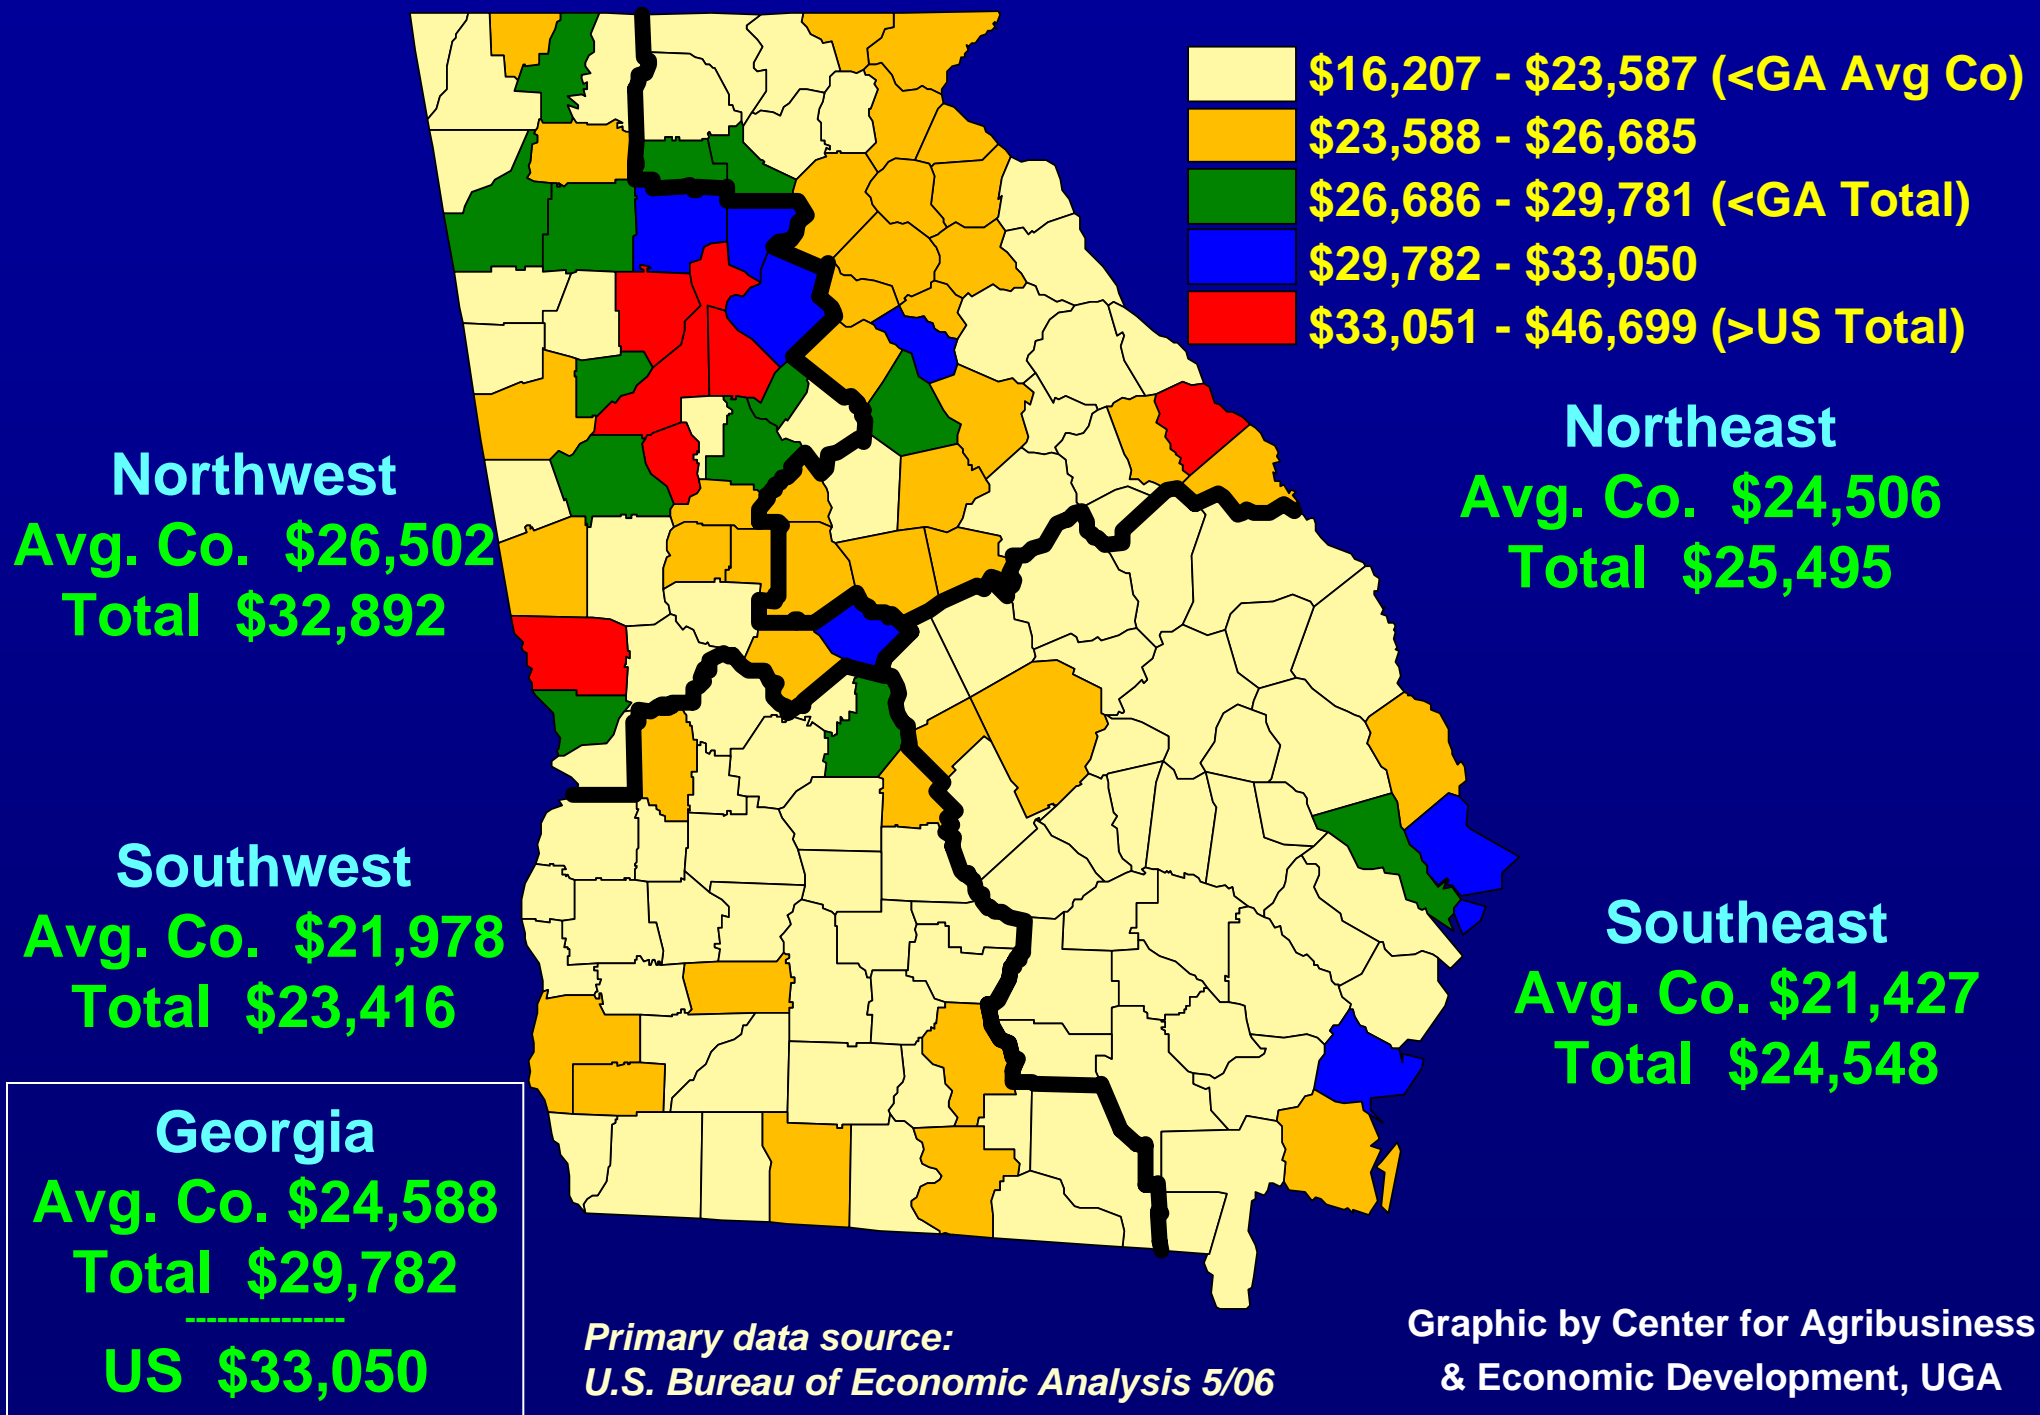 $16,207 - $23,587 (<GA Avg Co)
$23,588 - $26,685
$26,686 - $29,781 (<GA Total)
$29,782 - $33,050
$33,051 - $46,699 (>US Total)
Northwest
Avg. Co. $26,502
Total $32,892
Northeast
Avg. Co. $24,506
Total $25,495
Southwest
Avg. Co. $21,978
Total $23,416
Southeast
Avg. Co. $21,427
Total $24,548
Georgia
Avg. Co. $24,588
Total $29,782
---------------
US $33,050
Primary data source:
U.S. Bureau of Economic Analysis 5/06
Graphic by Center for Agribusiness
& Economic Development, UGA